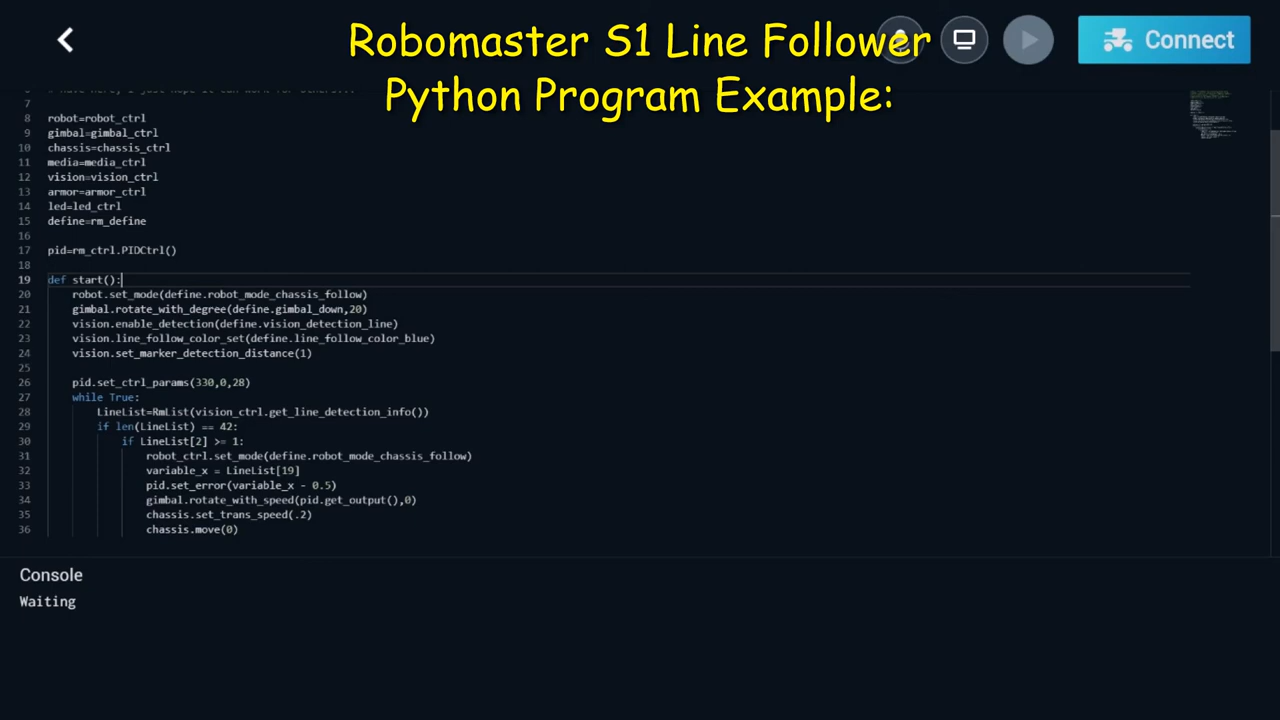 Robomaster S1 Line Follower
Connect
Python Program Example:
7
8 robot=robot_ctrl
9 gimbal=gimbal_ctrl
10 chassis=chassis_ctrl
11 media=media_ctrl
12 vision=vision_ctrl
13 armor=armor_ctrl
14 led=led_ctrl
15 define=rm_define
16
17 pid=rm_ctrl.PIDCtrl()
18
19 def start():
20 robot.set_mode(define.robot_mode_chassis_follow)
21 gimbal.rotate_with_degree(define.gimbal_down,20)
22 vision.enable_detection(define.vision_detection_line)
23 vision.line_follow_color_set(define.line_follow_color_blue)
24 vision.set_marker_detection_distance(1)
25
26 pid.set_ctrl_params(330,0,28)
27 while True:
28 LineList=RmList(vision_ctrl.get_line_detection_info())
29 if len(LineList) == 42:
30 if LineList[2] >= 1:
31 robot_ctrl.set_mode(define.robot_mode_chassis_follow)
32 variable_x = LineList[19]
33 pid.set_error(variable_x - 0.5)
34 gimbal.rotate_with_speed(pid.get_output(),0)
35 chassis.set_trans_speed(.2)
36 chassis.move(0)
Console
Waiting